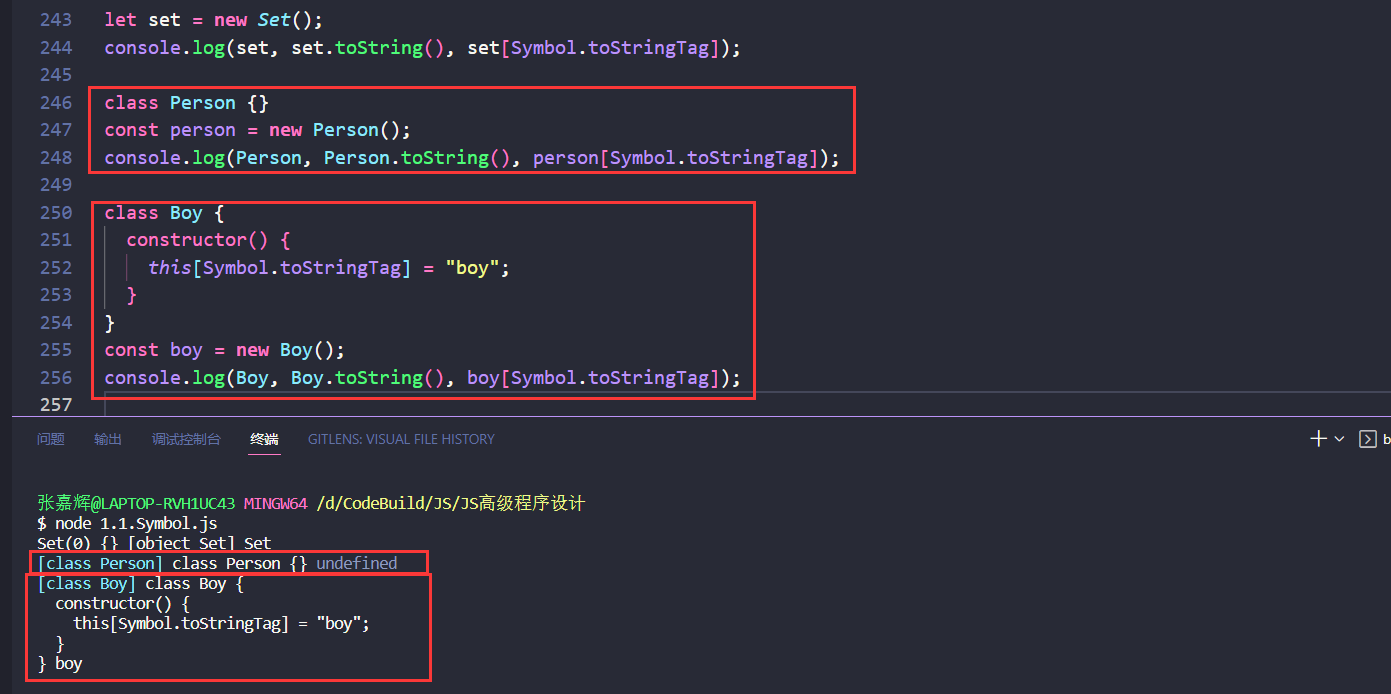 243 let set = new Set();
244 console.log(set, set.toString(), set[Symbol.toStringTag]);
245
246 class Person {}
247 const person = new Person();
248 console.log(Person, Person.toString(), person[Symbol.toStringTag]);
249
250 class Boy {
251   constructor() {
252     this[Symbol.toStringTag] = "boy";
253   }
254 }
255 const boy = new Boy();
256 console.log(Boy, Boy.toString(), boy[Symbol.toStringTag]);
257
问题 输出 调试控制台 终端 GITLENS: VISUAL FILE HISTORY b
张嘉辉@LAPTOP-RVH1UC43 MINGW64 /d/CodeBuild/JS/JS高级程序设计
$ node 1.1.Symbol.js
Set(0) {} [object Set] Set
[class Person] class Person {} undefined
[class Boy] class Boy {
  constructor() {
    this[Symbol.toStringTag] = "boy";
  }
} boy